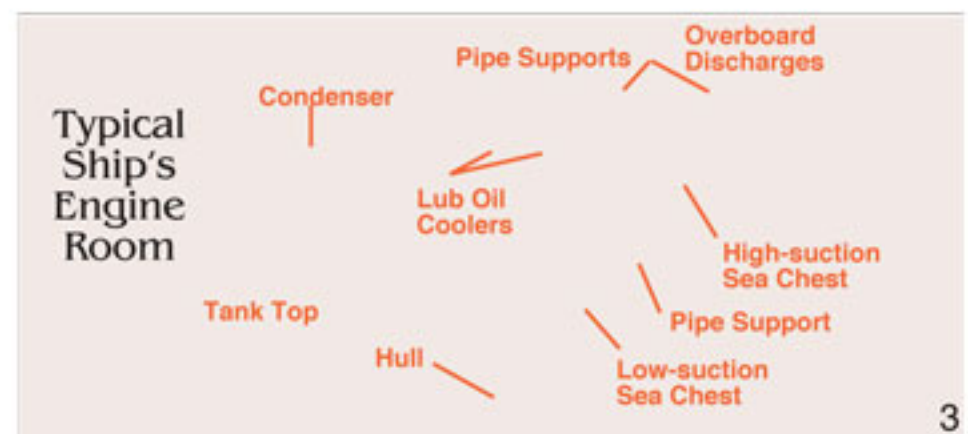 Typical
Ship's
Engine
Room
Condenser
Pipe Supports
Overboard
Discharges
Lub Oil
Coolers
High-suction
Sea Chest
Tank Top
Pipe Support
Hull
Low-suction
Sea Chest
3